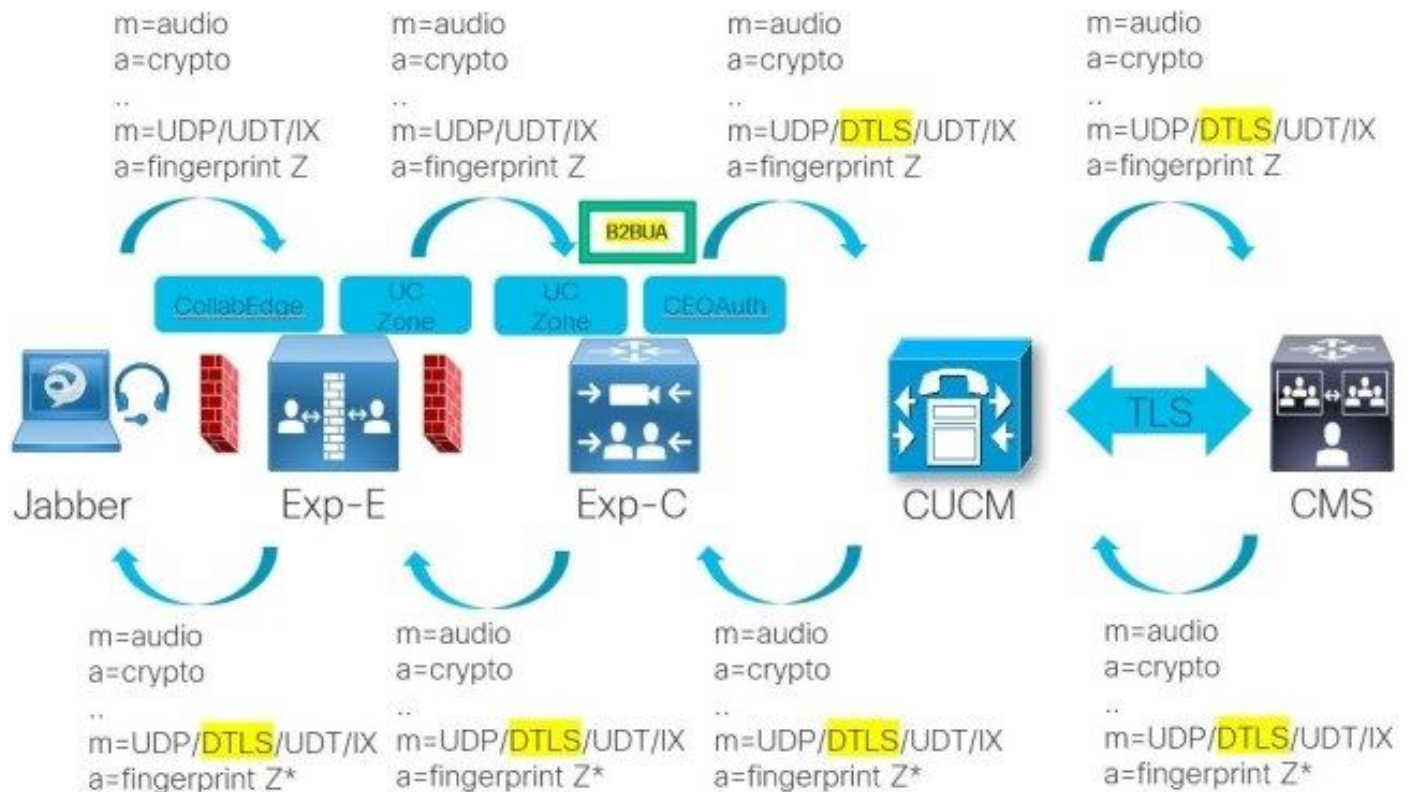 m=audio
a=crypto
..
m=UDP/UDT/IX
a=fingerprint Z
m=audio
a=crypto
..
m=UDP/UDT/IX
a=fingerprint Z
m=audio
a=crypto
..
m=UDP/DTLS/UDT/IX
a=fingerprint Z
m=audio
a=crypto
..
m=UDP/DTLS/UDT/IX
a=fingerprint Z
B2BUA
CollabEdge
UC
Zone
UC
Zone
CEOAuth
TLS
Jabber
Exp-E
Exp-C
CUCM
CMS
m=audio
a=crypto
..
m=UDP/DTLS/UDT/IX
a=fingerprint Z*
m=audio
a=crypto
..
m=UDP/DTLS/UDT/IX
a=fingerprint Z*
m=audio
a=crypto
..
m=UDP/DTLS/UDT/IX
a=fingerprint Z*
m=audio
a=crypto
..
m=UDP/DTLS/UDT/IX
a=fingerprint Z*